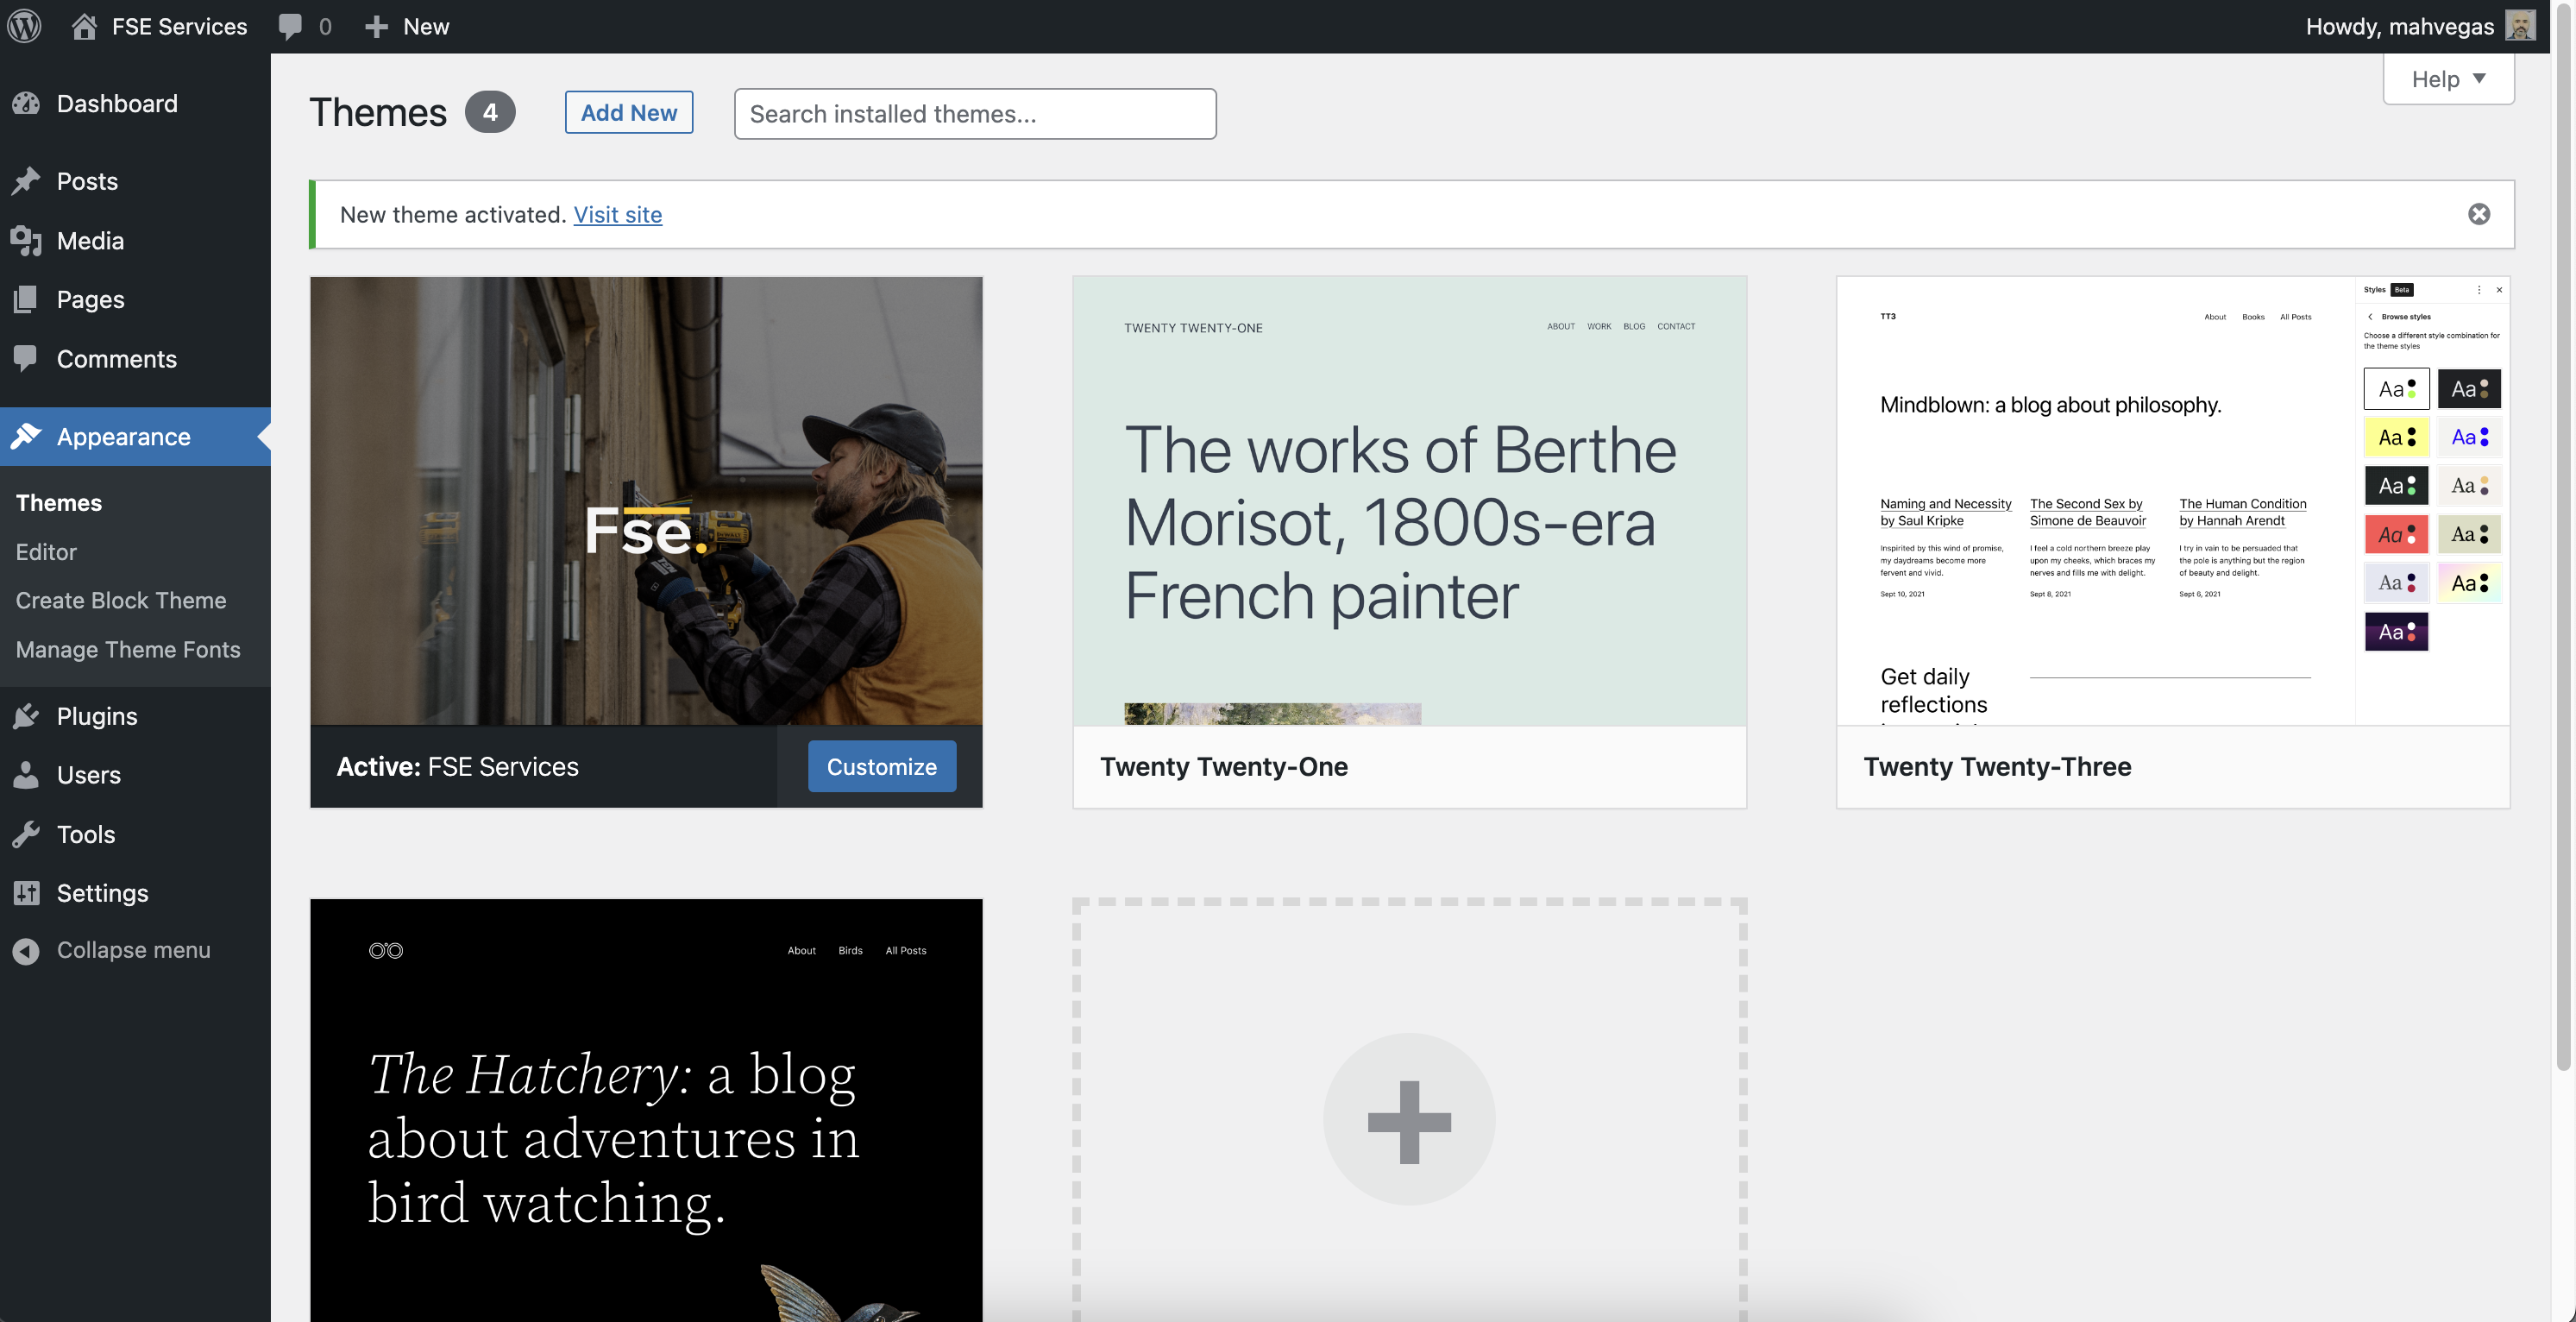 FSE Services
0
New
Howdy, mahvegas
Dashboard
Posts
Media
Pages
Comments
Appearance
Themes
Editor
Create Block Theme
Manage Theme Fonts
Plugins
Users
Tools
Settings
Collapse menu
Help
Themes 4 Add New Search installed themes...
New theme activated. Visit site
Fse.
DEWALT
Active: FSE Services Customize
TWENTY TWENTY-ONE ABOUT WORK BLOG CONTACT
The works of Berthe
Morisot, 1800s-era
French painter
Twenty Twenty-One
TT3 About Books All Posts
Mindblown: a blog about philosophy.
Naming and Necessity
by Saul Kripke
Inspirited by this wind of promise,
my daydreams become more
fervent and vivid.
Sept 10, 2021
The Second Sex by
Simone de Beauvoir
I feel a cold northern breeze play
upon my cheeks, which braces my
nerves and fills me with delight.
Sept 8, 2021
The Human Condition
by Hannah Arendt
I try in vain to be persuaded that
the pole is anything but the region
of beauty and delight.
Sept 6, 2021
Get daily
reflections
Styles Beta
Browse styles
Choose a different style combination for
the theme styles
Aa Aa
Aa Aa
Aa Aa
Aa Aa
Aa Aa
Aa
Twenty Twenty-Three
About Birds All Posts
The Hatchery: a blog
about adventures in
bird watching.